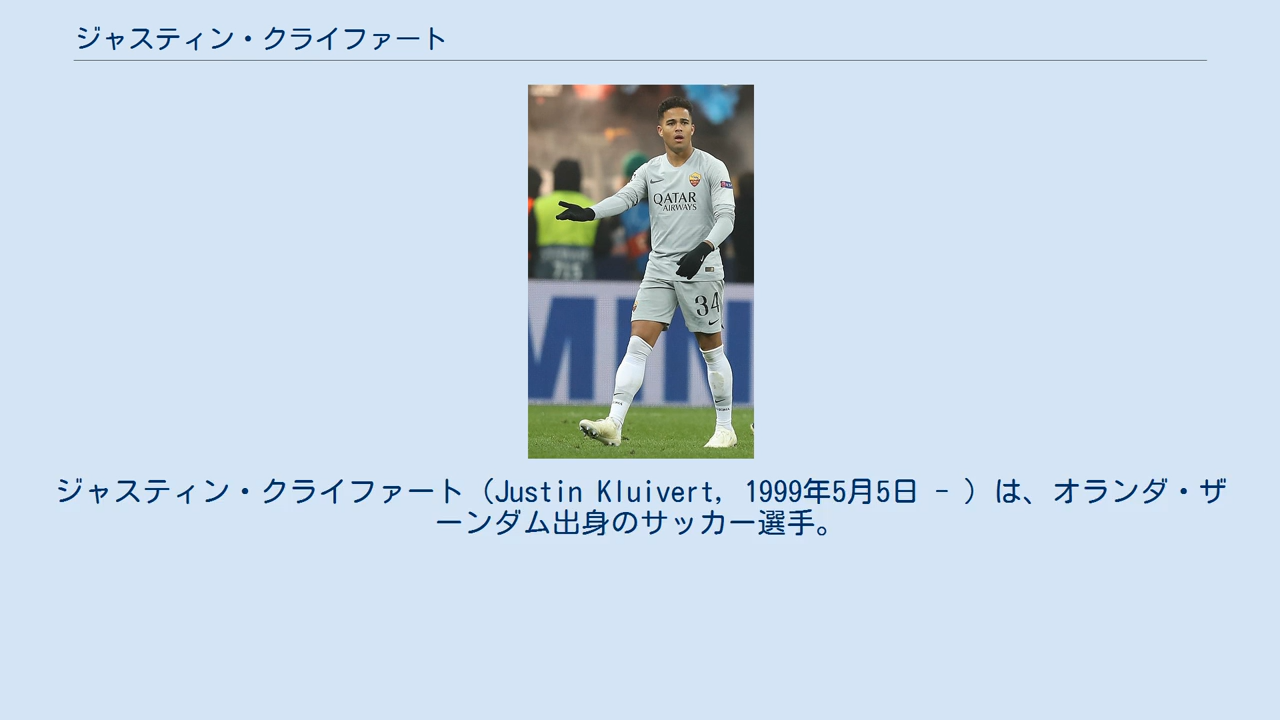 ジャスティン・クライファート
QATAR
AIRWAYS
34
MIN
ジャスティン・クライファート（Justin Kluivert, 1999年5月5日 - ）は、オランダ・ザ
ーンダム出身のサッカー選手。